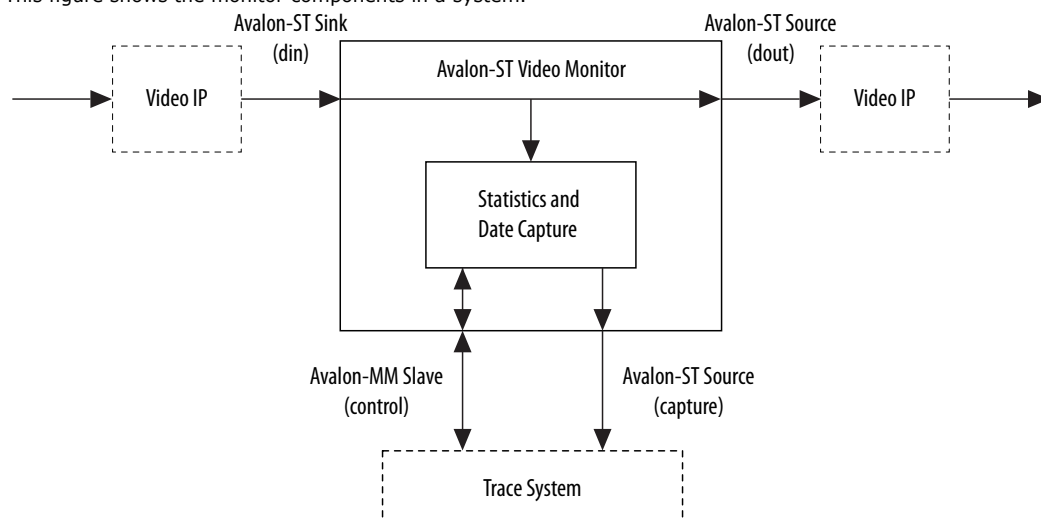 This figure shows the monitor components in a system.
Avalon-ST Sink
(din)
Avalon-ST Source
(dout)
Avalon-ST Video Monitor
Video IP
Video IP
Statistics and
Date Capture
Avalon-MM Slave
(control)
Avalon-ST Source
(capture)
Trace System